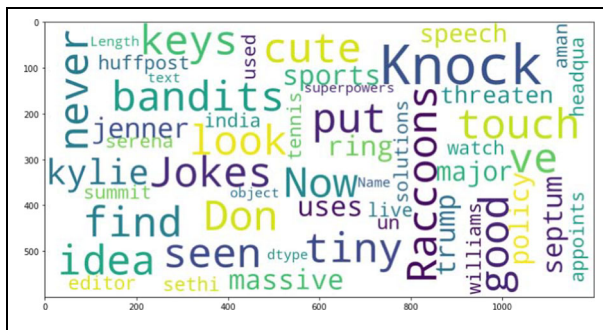 0
100
200
300
400
500
0
200
400
600
800
1000
never
Length
keys
used
cute
Knock
speech
aman
headqua
huffpost
text
sports
superpowers
bandits
threaten
jenner
india
tennis
put
solutions
Raccoons
touch
serena
look
ring
watch
ve
kylie
Jokes
Now
Name
major
summit
object
uses
live
un
trump
williams
good
policy
septum
appoints
find
Don
idea
seen
dtype
tiny
editor
sethi
massive